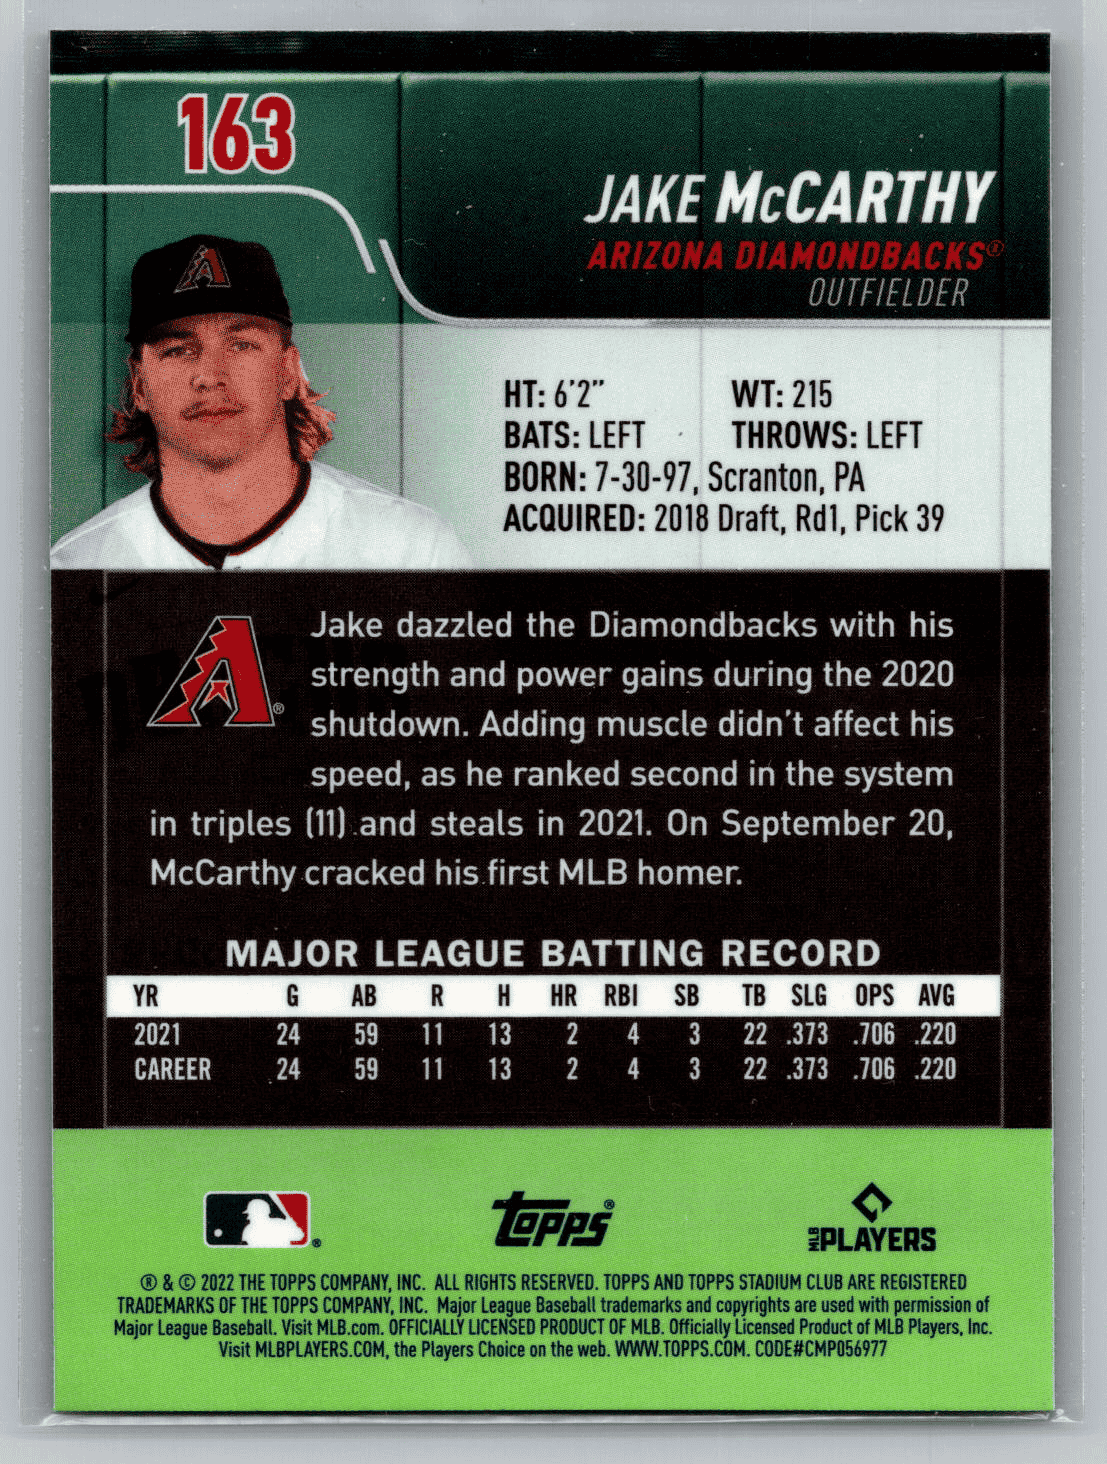 163
JAKE McCARTHY
ARIZONA DIAMONDBACKS®
OUTFIELDER
HT: 6'2" WT: 215
BATS: LEFT THROWS: LEFT
BORN: 7-30-97, Scranton, PA
ACQUIRED: 2018 Draft, Rd1, Pick 39
Jake dazzled the Diamondbacks with his
strength and power gains during the 2020
shutdown. Adding muscle didn't affect his
speed, as he ranked second in the system
in triples (11) and steals in 2021. On September 20,
McCarthy cracked his first MLB homer.
MAJOR LEAGUE BATTING RECORD
YR G AB R H HR RBI SB TB SLG OPS AVG
2021 24 59 11 13 2 4 3 22 .373 .706 .220
CAREER 24 59 11 13 2 4 3 22 .373 .706 .220
topps®
MLB PLAYERS
® & © 2022 THE TOPPS COMPANY, INC. ALL RIGHTS RESERVED. TOPPS AND TOPPS STADIUM CLUB ARE REGISTERED
TRADEMARKS OF THE TOPPS COMPANY, INC. Major League Baseball trademarks and copyrights are used with permission of
Major League Baseball. Visit MLB.com. OFFICIALLY LICENSED PRODUCT OF MLB. Officially Licensed Product of MLB Players, Inc.
Visit MLBPLAYERS.COM, the Players Choice on the web. WWW.TOPPS.COM. CODE#CMP056977